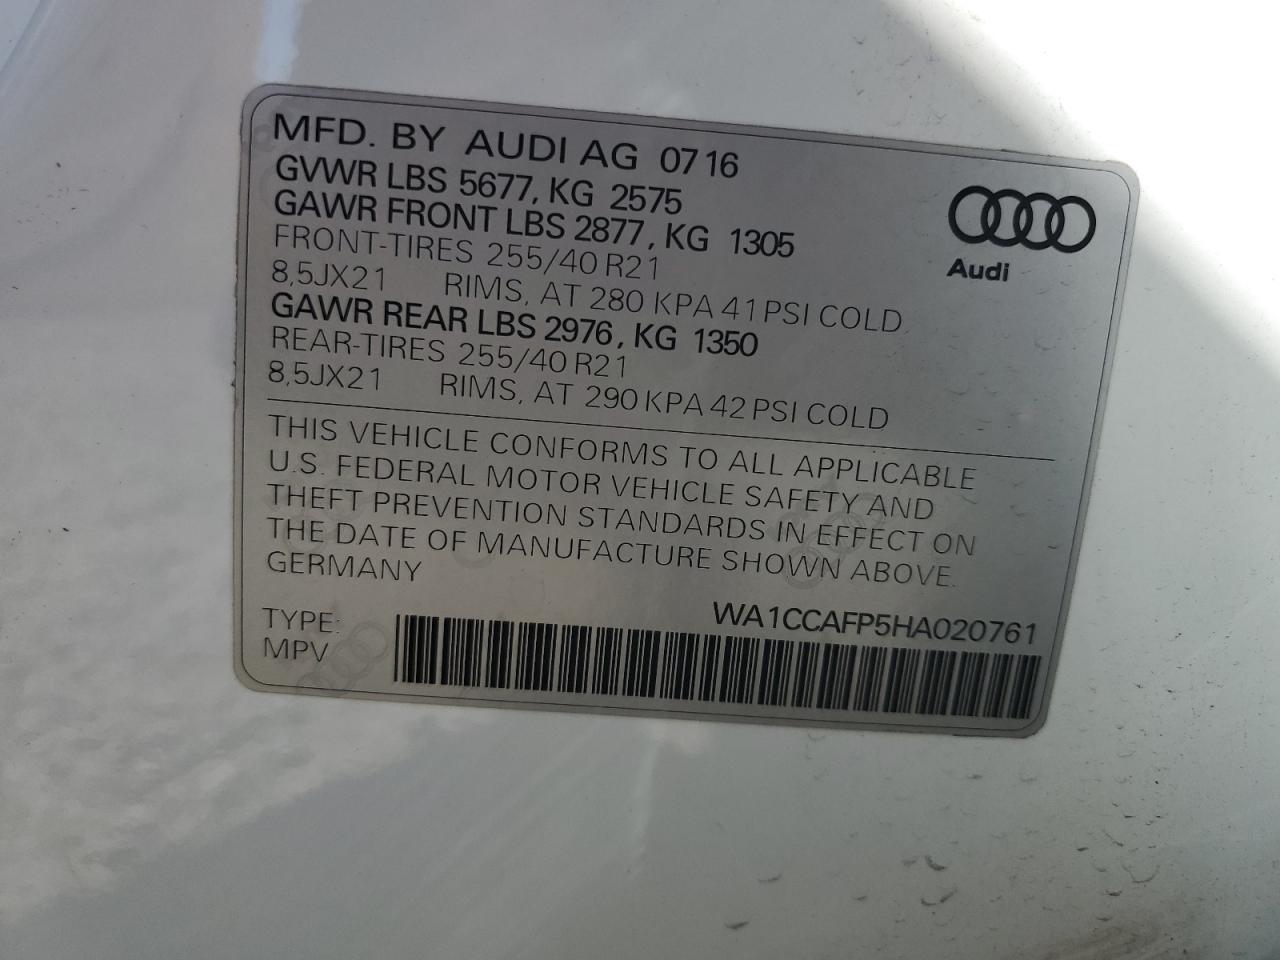 MFD. BY AUDI AG 0716
GVWR LBS 5677, KG 2575
GAWR FRONT LBS 2877, KG 1305
FRONT-TIRES 255/40 R21
8,5JX21 RIMS, AT 280 KPA 41 PSI COLD
GAWR REAR LBS 2976, KG 1350
REAR-TIRES 255/40 R21
8,5JX21 RIMS, AT 290 KPA 42 PSI COLD
Audi
THIS VEHICLE CONFORMS TO ALL APPLICABLE
U.S. FEDERAL MOTOR VEHICLE SAFETY AND
THEFT PREVENTION STANDARDS IN EFFECT ON
THE DATE OF MANUFACTURE SHOWN ABOVE.
GERMANY
WA1CCAFP5HA020761
TYPE:
MPV